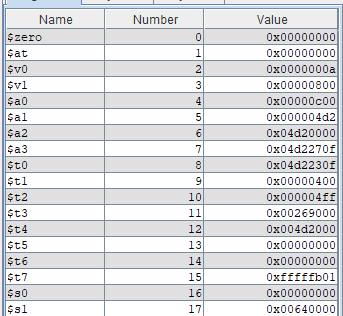 Name Number Value
$zero 0 0x00000000
$at 1 0x00000000
$v0 2 0x0000000a
$v1 3 0x00000800
$a0 4 0x00000c00
$a1 5 0x000004d2
$a2 6 0x04d20000
$a3 7 0x04d2270f
$t0 8 0x04d2230f
$t1 9 0x00000400
$t2 10 0x000004ff
$t3 11 0x00269000
$t4 12 0x004d2000
$t5 13 0x00000000
$t6 14 0x00000000
$t7 15 0xfffffb01
$s0 16 0x00000000
$s1 17 0x00640000